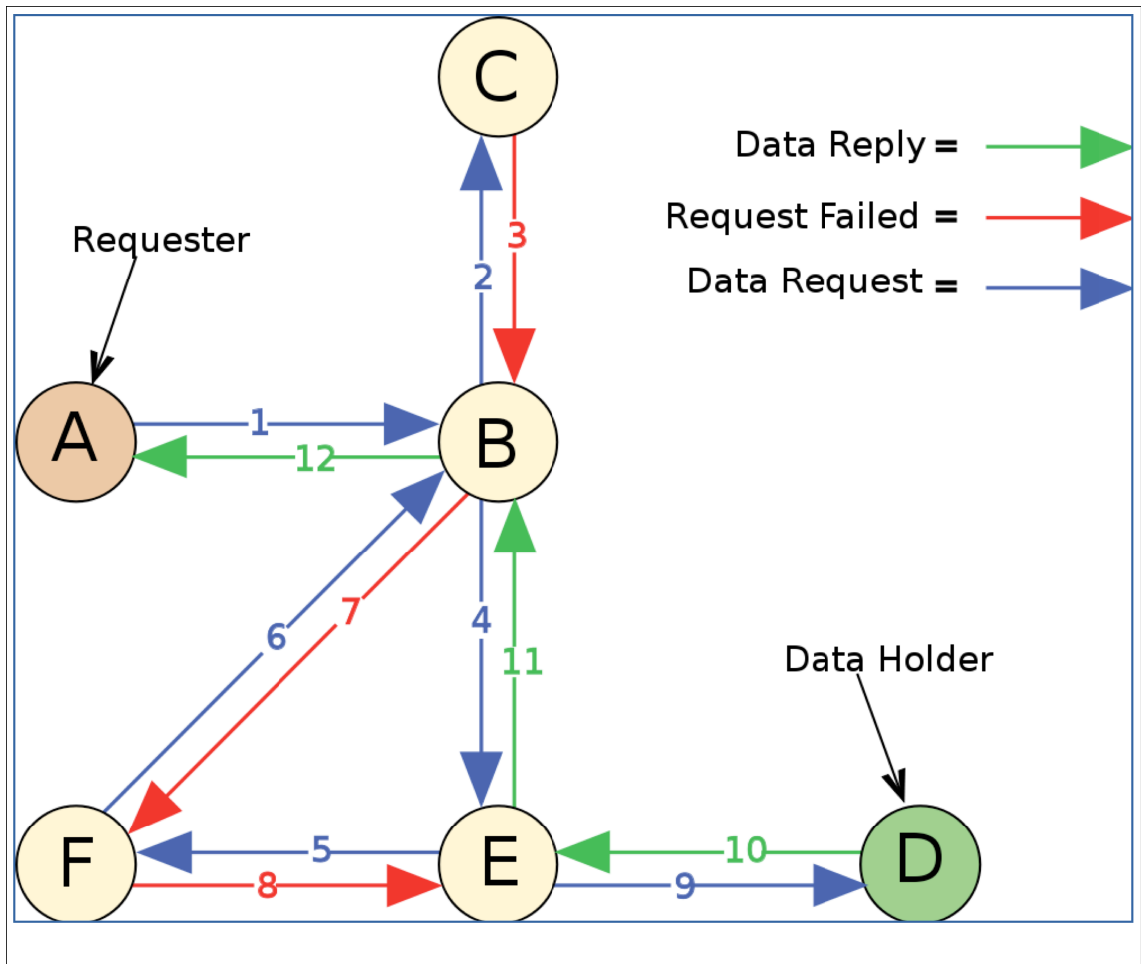 C
Data Reply =
Request Failed =
Data Request =
Requester
3
2
A
1
12
B
6
7
4
11
Data Holder
F
5
8
E
10
9
D